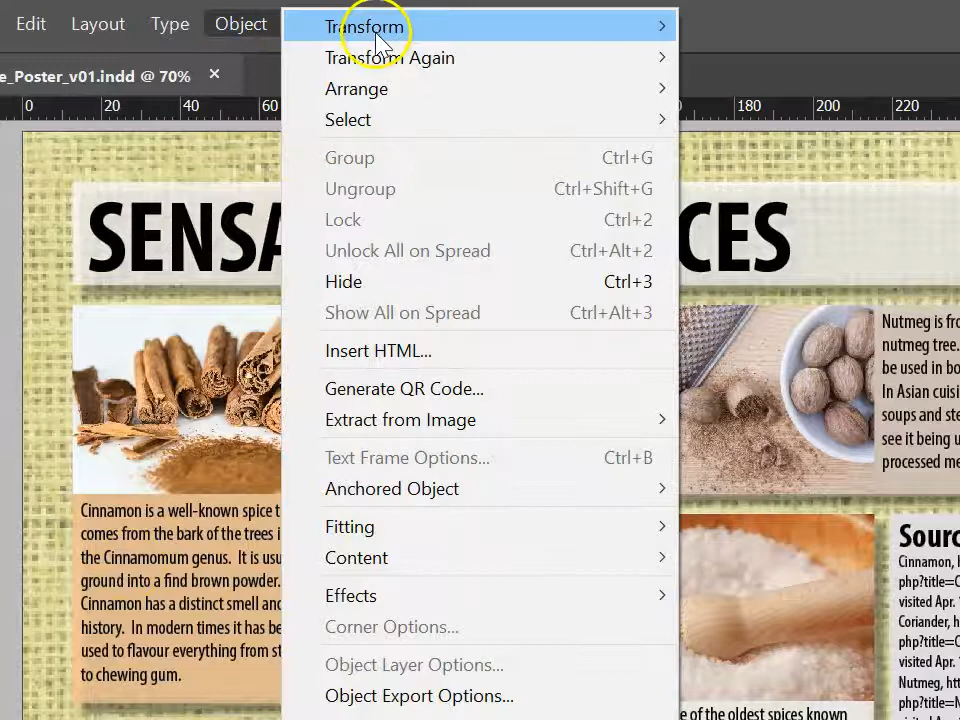 Edit Layout Type Object
e_Poster_v01.indd @ 70% ×
0 20 40 60 180 200 220
Transform
Transform Again
Arrange
Select
Group Ctrl+G
Ungroup Ctrl+Shift+G
Lock Ctrl+2
Unlock All on Spread Ctrl+Alt+2
Hide Ctrl+3
Show All on Spread Ctrl+Alt+3
Insert HTML...
Generate QR Code...
Extract from Image
Text Frame Options... Ctrl+B
Anchored Object
Fitting
Content
Effects
Corner Options...
Object Layer Options...
Object Export Options...
SENSA
CES
Cinnamon is a well-known spice t
comes from the bark of the trees i
the Cinnamomum genus. It is usu
ground into a find brown powder.
Cinnamon has a distinct smell and
history. In modern times it has be
used to flavour everything from st
to chewing gum.
Nutmeg is fro
nutmeg tree.
be used in bo
In Asian cuisi
soups and ste
see it being u
processed me
e of the oldest spices known
Sourc
Cinnamon, h
php?title=C
visited Apr.
Coriander, h
php?title=C
visited Apr.
Nutmeg, htt
php?title=N